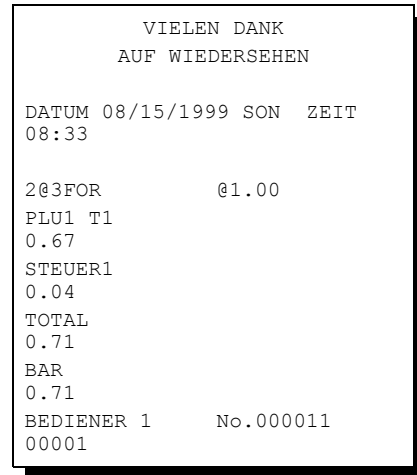 VIELEN DANK
AUF WIEDERSEHEN
DATUM 08/15/1999 SON ZEIT
08:33
2@3FOR @1.00
PLU1 T1
0.67
STEUER1
0.04
TOTAL
0.71
BAR
0.71
BEDIENER 1 No.000011
00001